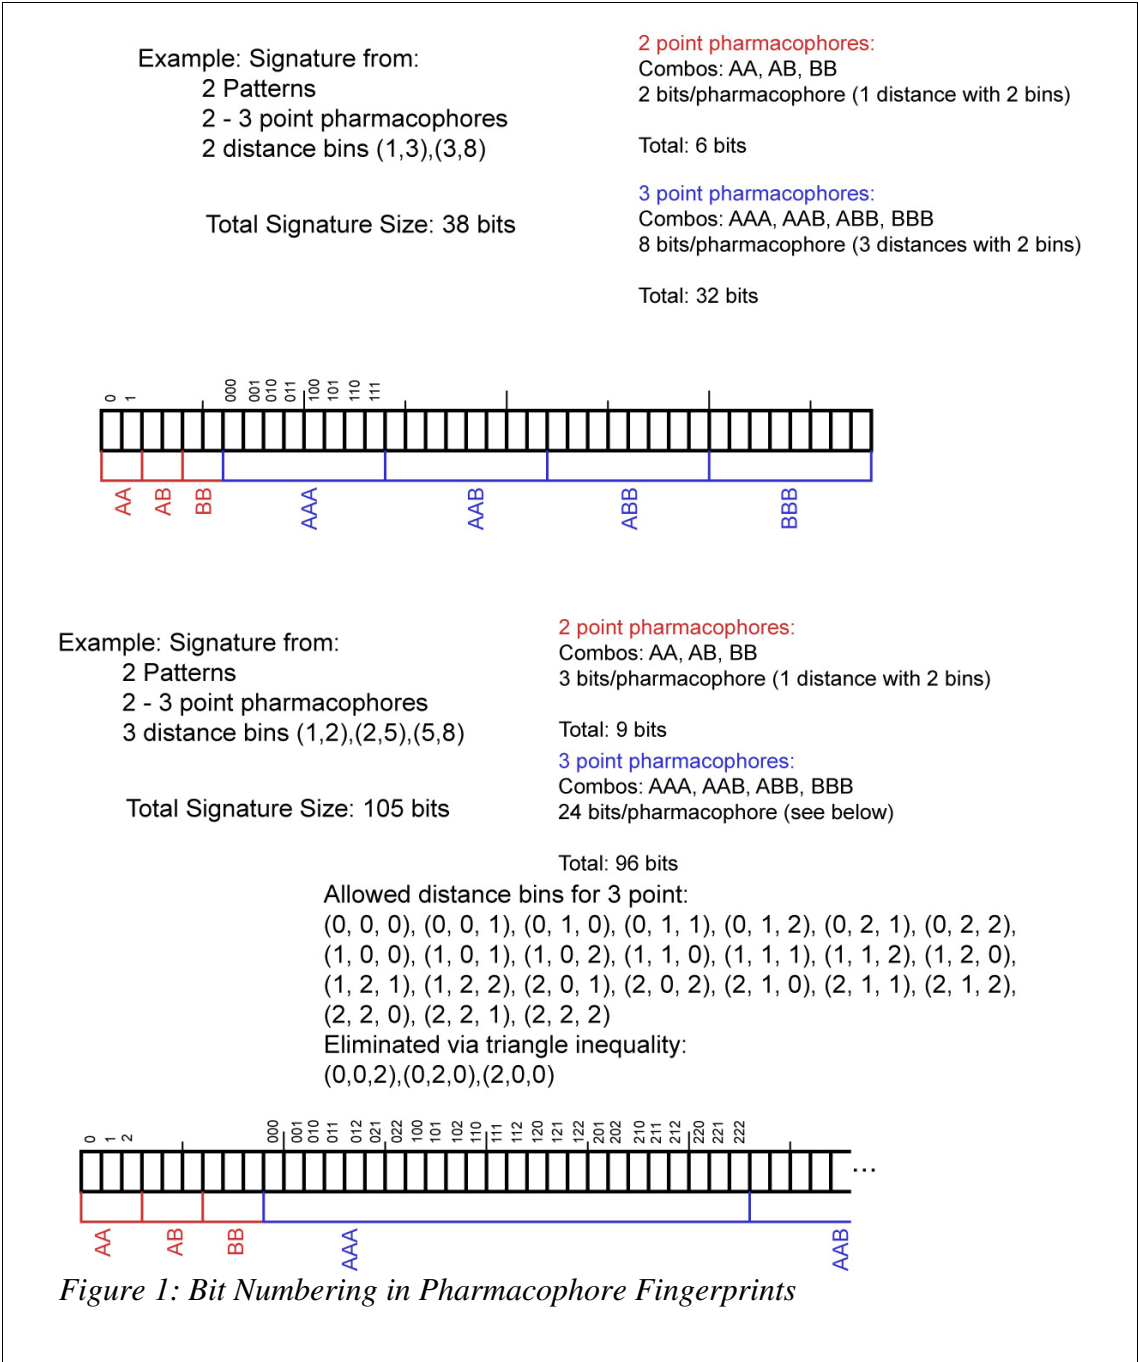 Example: Signature from:
2 Patterns
2 - 3 point pharmacophores
2 distance bins (1,3),(3,8)
Total Signature Size: 38 bits
2 point pharmacophores:
Combos: AA, AB, BB
2 bits/pharmacophore (1 distance with 2 bins)
Total: 6 bits
3 point pharmacophores:
Combos: AAA, AAB, ABB, BBB
8 bits/pharmacophore (3 distances with 2 bins)
Total: 32 bits
0 1 000 001 010 011 100 101 110 111
AA AB BB AAA AAB ABB BBB
Example: Signature from:
2 Patterns
2 - 3 point pharmacophores
3 distance bins (1,2),(2,5),(5,8)
Total Signature Size: 105 bits
2 point pharmacophores:
Combos: AA, AB, BB
3 bits/pharmacophore (1 distance with 2 bins)
Total: 9 bits
3 point pharmacophores:
Combos: AAA, AAB, ABB, BBB
24 bits/pharmacophore (see below)
Total: 96 bits
Allowed distance bins for 3 point:
(0, 0, 0), (0, 0, 1), (0, 1, 0), (0, 1, 1), (0, 1, 2), (0, 2, 1), (0, 2, 2),
(1, 0, 0), (1, 0, 1), (1, 0, 2), (1, 1, 0), (1, 1, 1), (1, 1, 2), (1, 2, 0),
(1, 2, 1), (1, 2, 2), (2, 0, 1), (2, 0, 2), (2, 1, 0), (2, 1, 1), (2, 1, 2),
(2, 2, 0), (2, 2, 1), (2, 2, 2)
Eliminated via triangle inequality:
(0,0,2),(0,2,0),(2,0,0)
0 1 2 000 001 010 011 012 021 022 100 101 102 110 111 112 120 121 122 201 202 210 211 212 220 221 222
...
AA AB BB AAA AAB
Figure 1: Bit Numbering in Pharmacophore Fingerprints